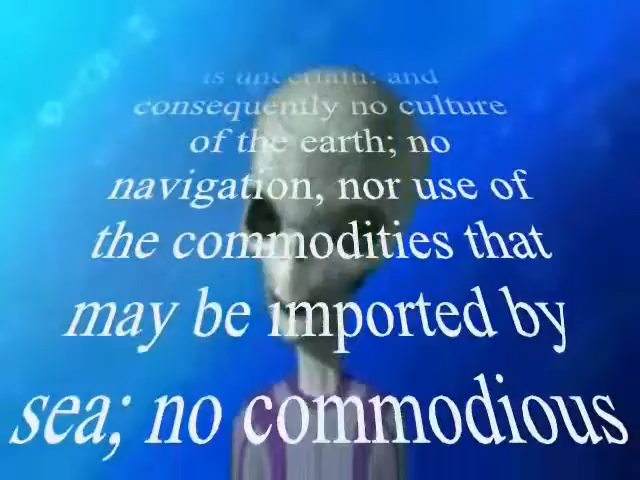 is uncertain: and
consequently no culture
of the earth; no
navigation, nor use of
the commodities that
may be imported by
sea; no commodious